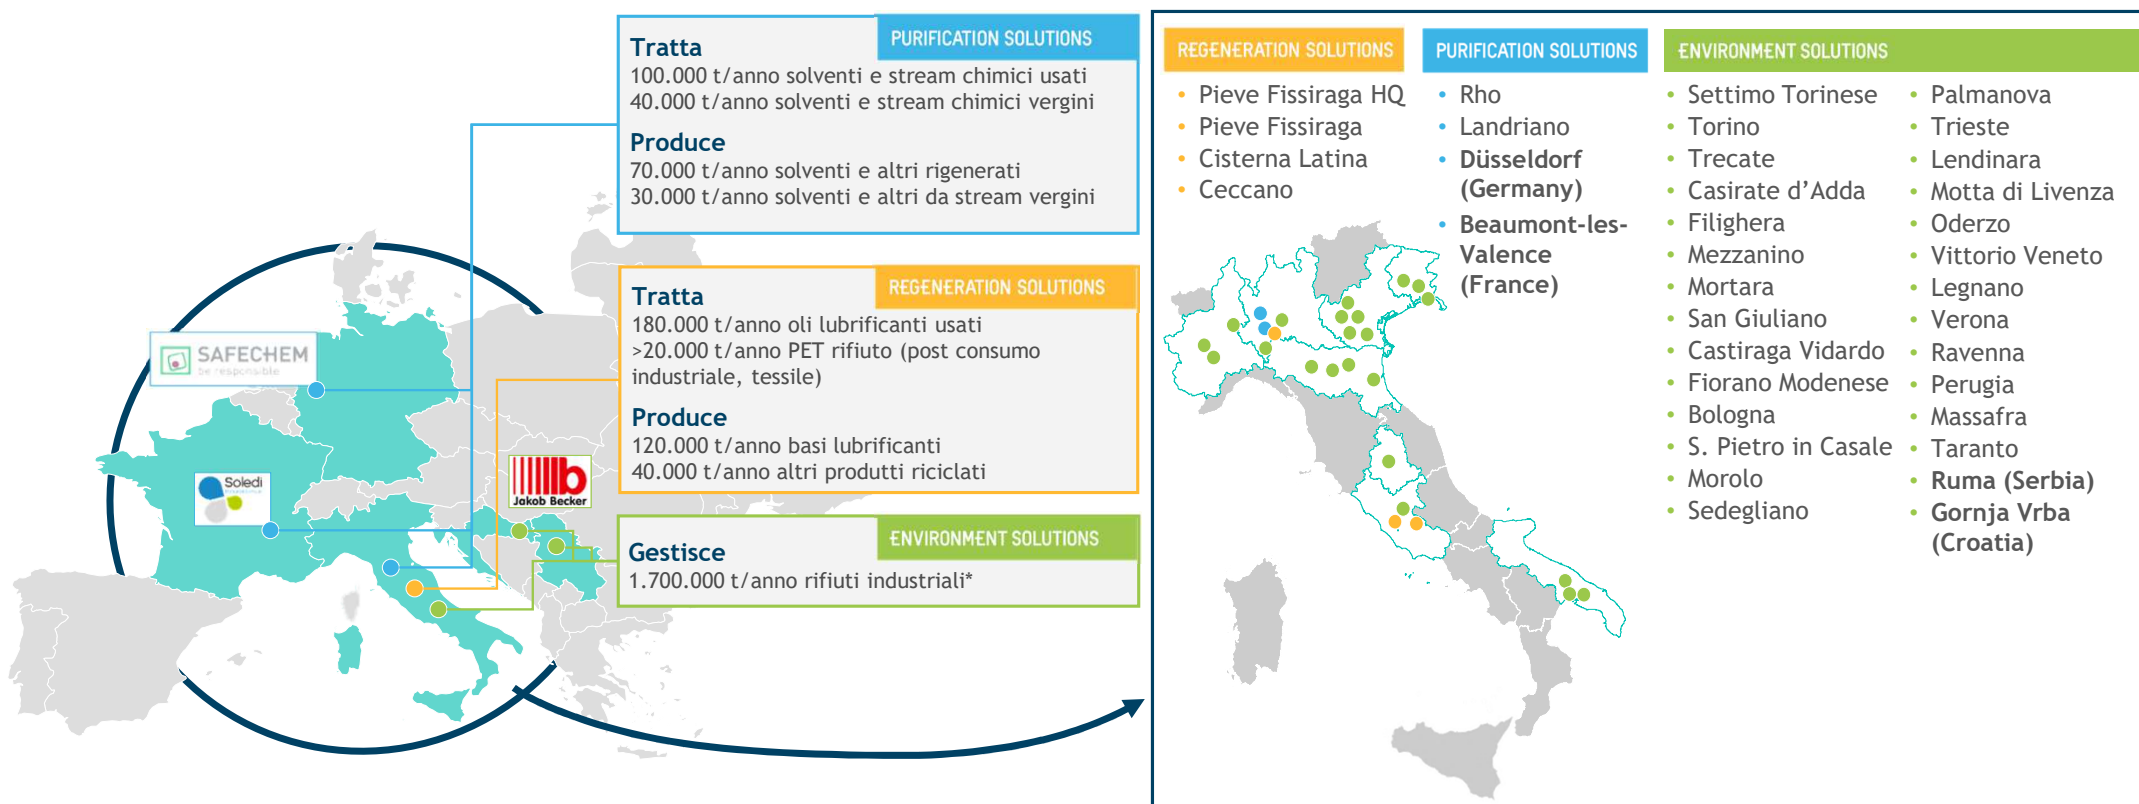 PURIFICATION SOLUTIONS
Tratta
100.000 t/anno solventi e stream chimici usati
40.000 t/anno solventi e stream chimici vergini
Produce
70.000 t/anno solventi e altri rigenerati
30.000 t/anno solventi e altri da stream vergini
REGENERATION SOLUTIONS
Tratta
180.000 t/anno oli lubrificanti usati
>20.000 t/anno PET rifiuto (post consumo
industriale, tessile)
Produce
120.000 t/anno basi lubrificanti
40.000 t/anno altri produtti riciclati
ENVIRONMENT SOLUTIONS
Gestisce
1.700.000 t/anno rifiuti industriali*
SAFECHEM
be responsible
Soledi
Jakob Becker
REGENERATION SOLUTIONS
• Pieve Fissiraga HQ
• Pieve Fissiraga
• Cisterna Latina
• Ceccano
PURIFICATION SOLUTIONS
• Rho
• Landriano
• Düsseldorf
(Germany)
• Beaumont-les-
Valence
(France)
ENVIRONMENT SOLUTIONS
• Settimo Torinese
• Torino
• Trecate
• Casirate d’Adda
• Filighera
• Mezzanino
• Mortara
• San Giuliano
• Castiraga Vidardo
• Fiorano Modenese
• Bologna
• S. Pietro in Casale
• Morolo
• Sedegliano
• Palmanova
• Trieste
• Lendinara
• Motta di Livenza
• Oderzo
• Vittorio Veneto
• Legnano
• Verona
• Ravenna
• Perugia
• Massafra
• Taranto
• Ruma (Serbia)
• Gornja Vrba
(Croatia)